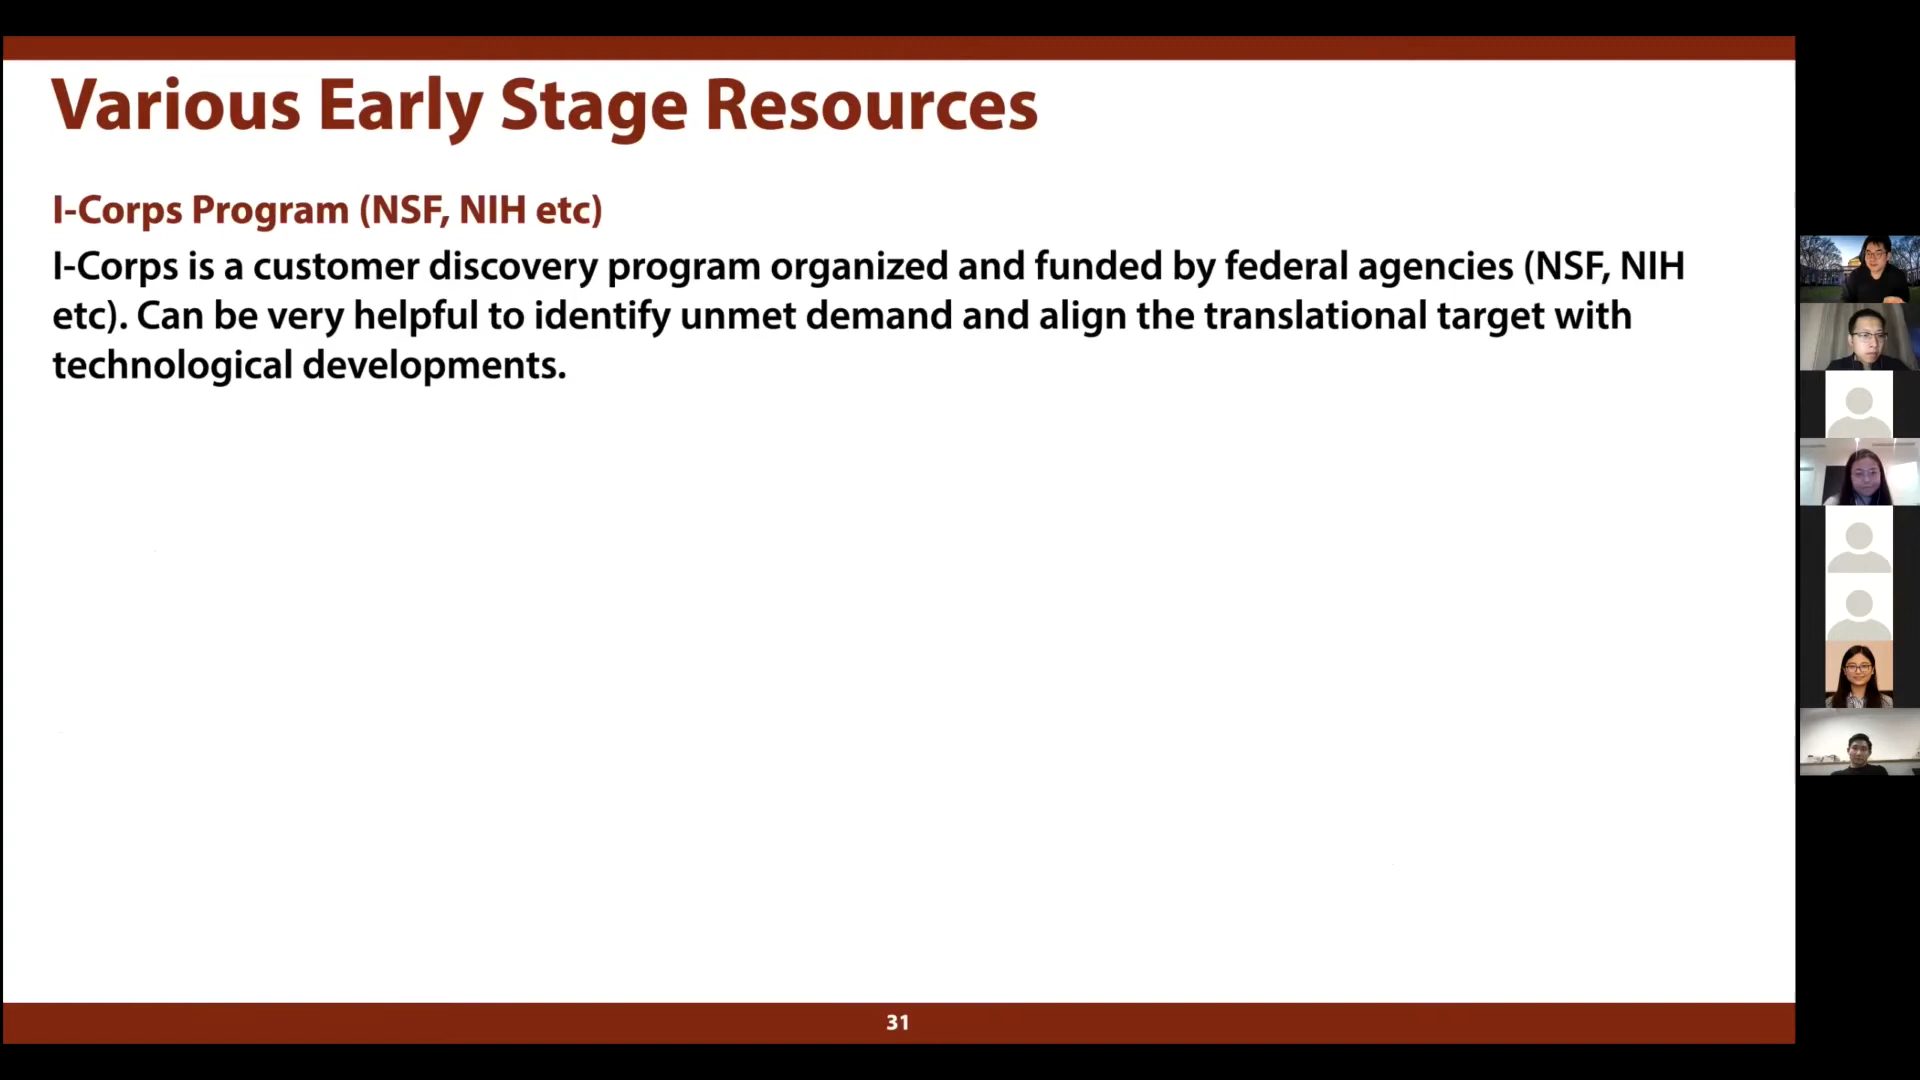 Various Early Stage Resources
I-Corps Program (NSF, NIH etc)
I-Corps is a customer discovery program organized and funded by federal agencies (NSF, NIH
etc). Can be very helpful to identify unmet demand and align the translational target with
technological developments.
31